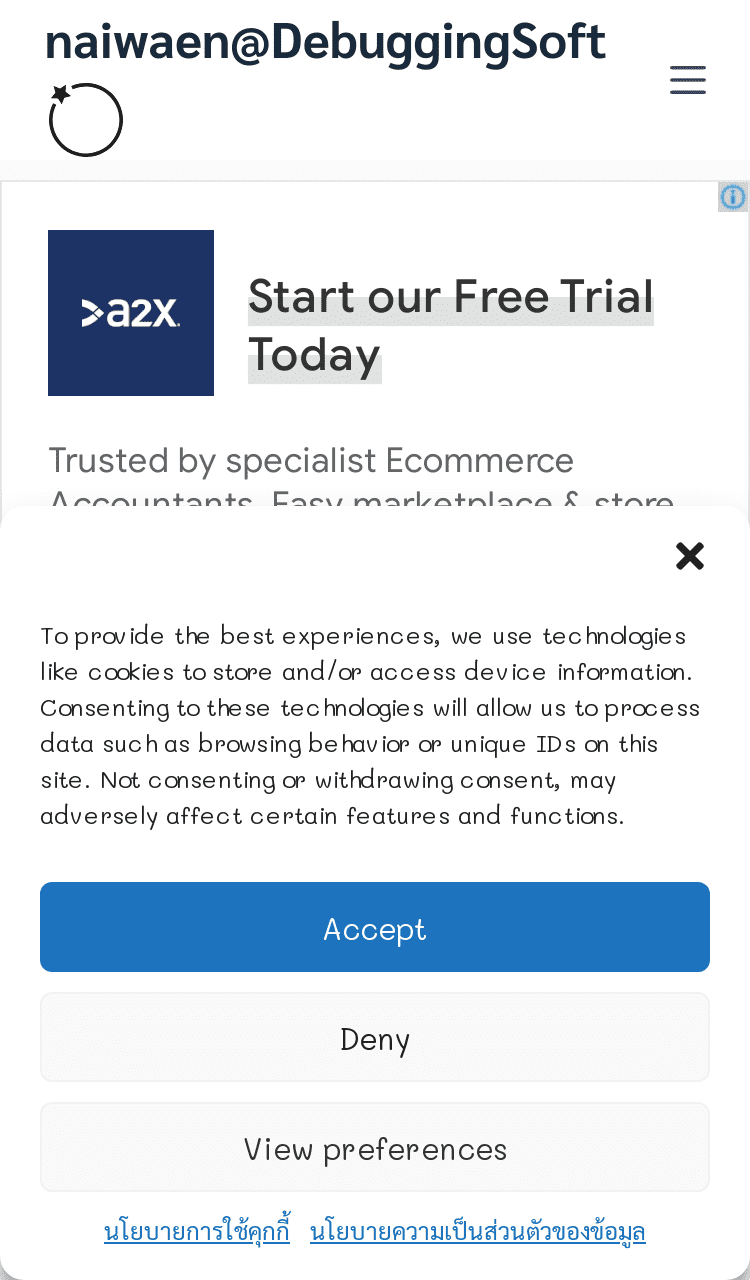 naiwaen@DebuggingSoft
a2x.
Start our Free Trial
Today
Trusted by specialist Ecommerce
Accountants. Easy marketplace & store
To provide the best experiences, we use technologies
like cookies to store and/or access device information.
Consenting to these technologies will allow us to process
data such as browsing behavior or unique IDs on this
site. Not consenting or withdrawing consent, may
adversely affect certain features and functions.
Accept
Deny
View preferences
นโยบายการใช้คุกกี้ นโยบายความเป็นส่วนตัวของข้อมูล